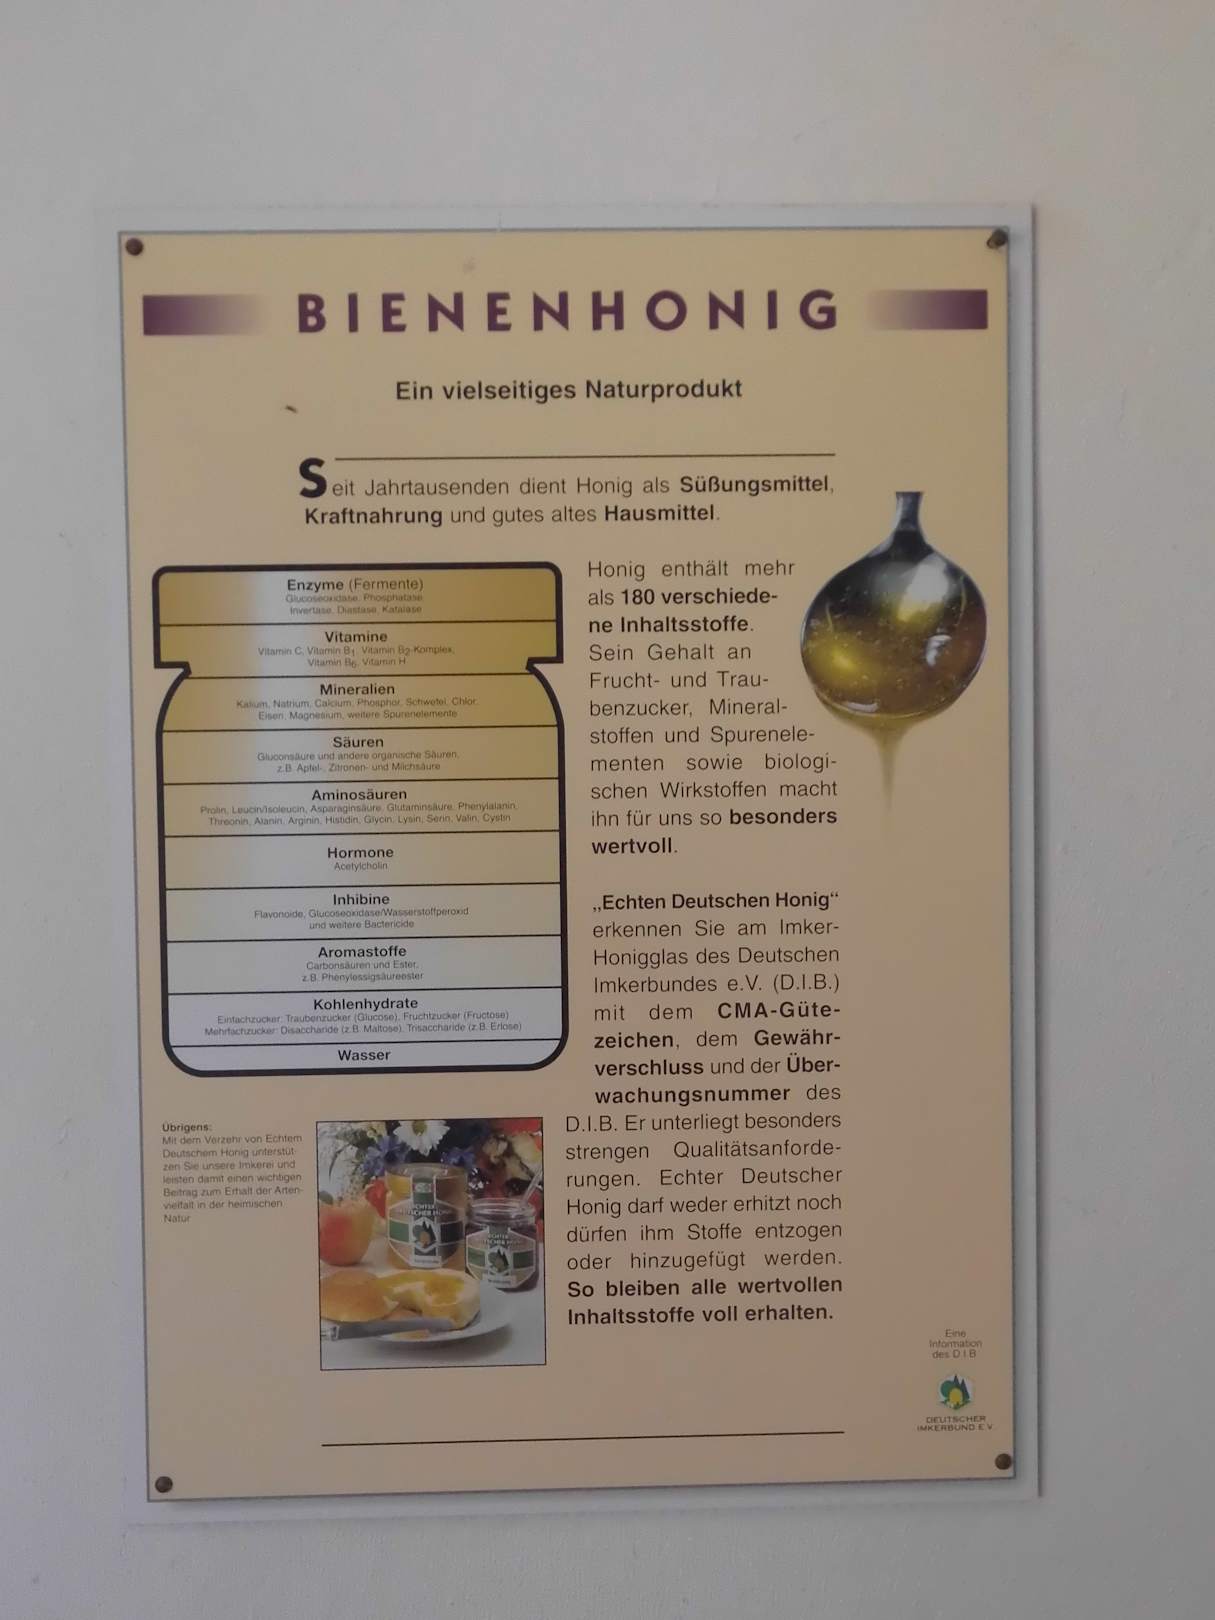 BIENENHONIG
Ein vielseitiges Naturprodukt
Seit Jahrtausenden dient Honig als Süßungsmittel,
Kraftnahrung und gutes altes Hausmittel.
Enzyme (Fermente)
Glucoseoxidase, Phosphatase,
Invertase, Diastase, Katalase
Vitamine
Vitamin C, Vitamin B1, Vitamin B2-Komplex,
Vitamin B6, Vitamin H
Mineralien
Kalium, Natrium, Calcium, Phosphor, Schwefel, Chlor,
Eisen, Magnesium, weitere Spurenelemente
Säuren
Gluconsäure und andere organische Säuren,
z.B. Apfel-, Zitronen- und Milchsäure
Aminosäuren
Prolin, Leucin/Isoleucin, Asparaginsäure, Glutaminsäure, Phenylalanin,
Threonin, Alanin, Arginin, Histidin, Glycin, Lysin, Serin, Valin, Cystin
Hormone
Acetylcholin
Inhibine
Flavonoide, Glucoseoxidase/Wasserstoffperoxid
und weitere Bactericide
Aromastoffe
Carbonsäuren und Ester,
z.B. Phenylessigsäureester
Kohlenhydrate
Einfachzucker: Traubenzucker (Glucose), Fruchtzucker (Fructose)
Mehrfachzucker: Disaccharide (z.B. Maltose), Trisaccharide (z.B. Erlose)
Wasser
Honig enthält mehr
als 180 verschiede-
ne Inhaltsstoffe.
Sein Gehalt an
Frucht- und Trau-
benzucker, Mineral-
stoffen und Spurenele-
menten sowie biologi-
schen Wirkstoffen macht
ihn für uns so besonders
wertvoll.
„Echten Deutschen Honig“
erkennen Sie am Imker-
Honigglas des Deutschen
Imkerbundes e.V. (D.I.B.)
mit dem CMA-Güte-
zeichen, dem Gewähr-
verschluss und der Über-
wachungsnummer des
D.I.B. Er unterliegt besonders
strengen Qualitätsanforde-
rungen. Echter Deutscher
Honig darf weder erhitzt noch
dürfen ihm Stoffe entzogen
oder hinzugefügt werden.
So bleiben alle wertvollen
Inhaltsstoffe voll erhalten.
Übrigens:
Mit dem Verzehr von Echtem
Deutschem Honig unterstüt-
zen Sie unsere Imkerei und
leisten damit einen wichtigen
Beitrag zum Erhalt der Arten-
vielfalt in der heimischen
Natur
ECHTER
DEUTSCHER HONIG
ECHTER
DEUTSCHER HONIG
Eine
Information
des D I B
DEUTSCHER
IMKERBUND E.V.